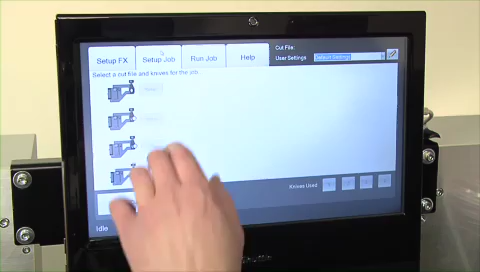 Setup FX
Setup Job
Run Job
Help
Cut File:
User Settings
Default Settings
Select a cut file and knives for the job
Knives Used
Idle